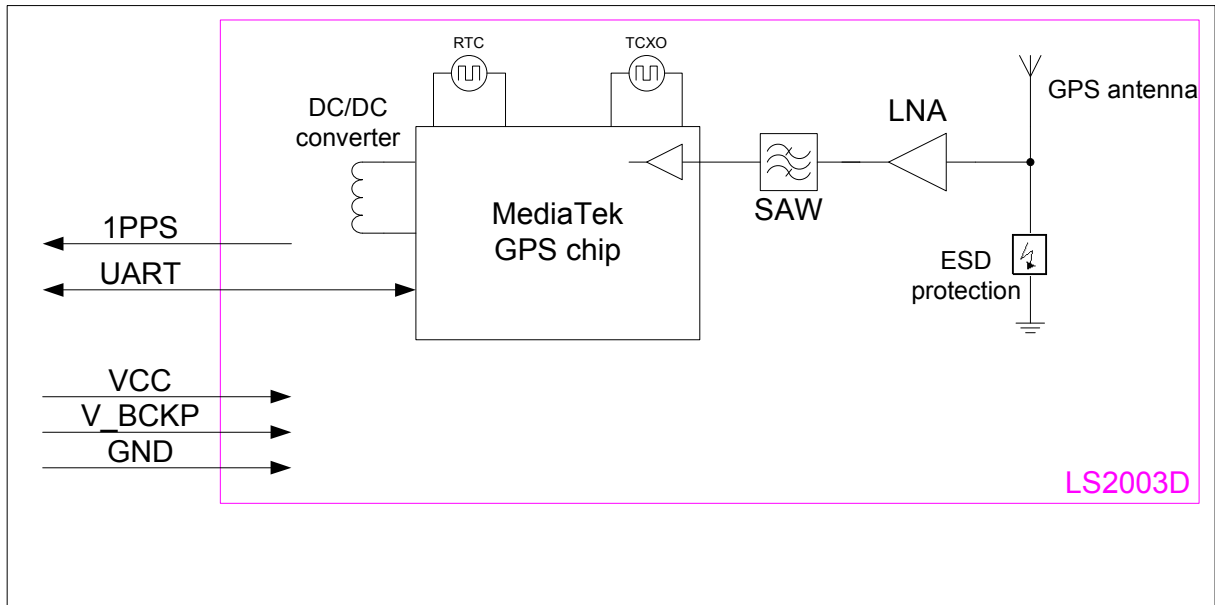 RTC
TCXO
DC/DC
converter
GPS antenna
LNA
SAW
MediaTek
GPS chip
1PPS
UART
ESD
protection
VCC
V_BCKP
GND
LS2003D